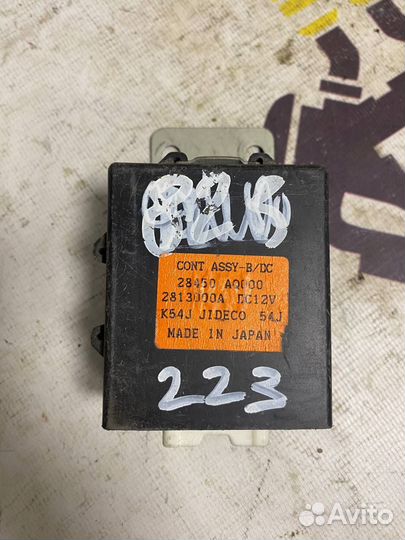 CONT ASSY-B/DC
28450 AQ000
2813000A DC12V
K54J JIDECO 54J
MADE IN JAPAN
223
Avito